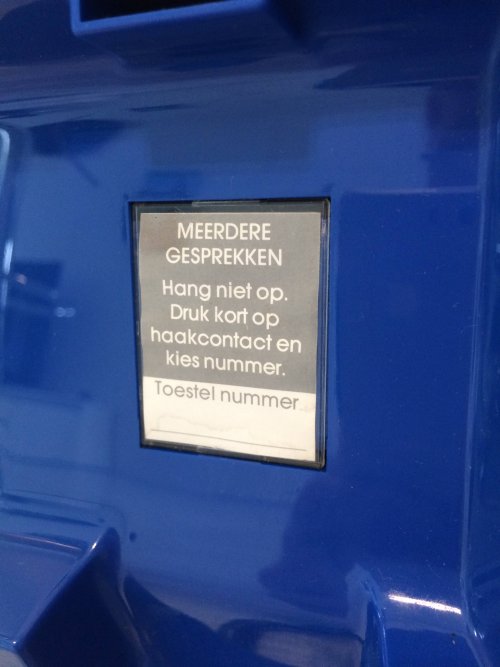 MEERDERE
GESPREKKEN
Hang niet op.
Druk kort op
haakcontact en
kies nummer.
Toestel nummer